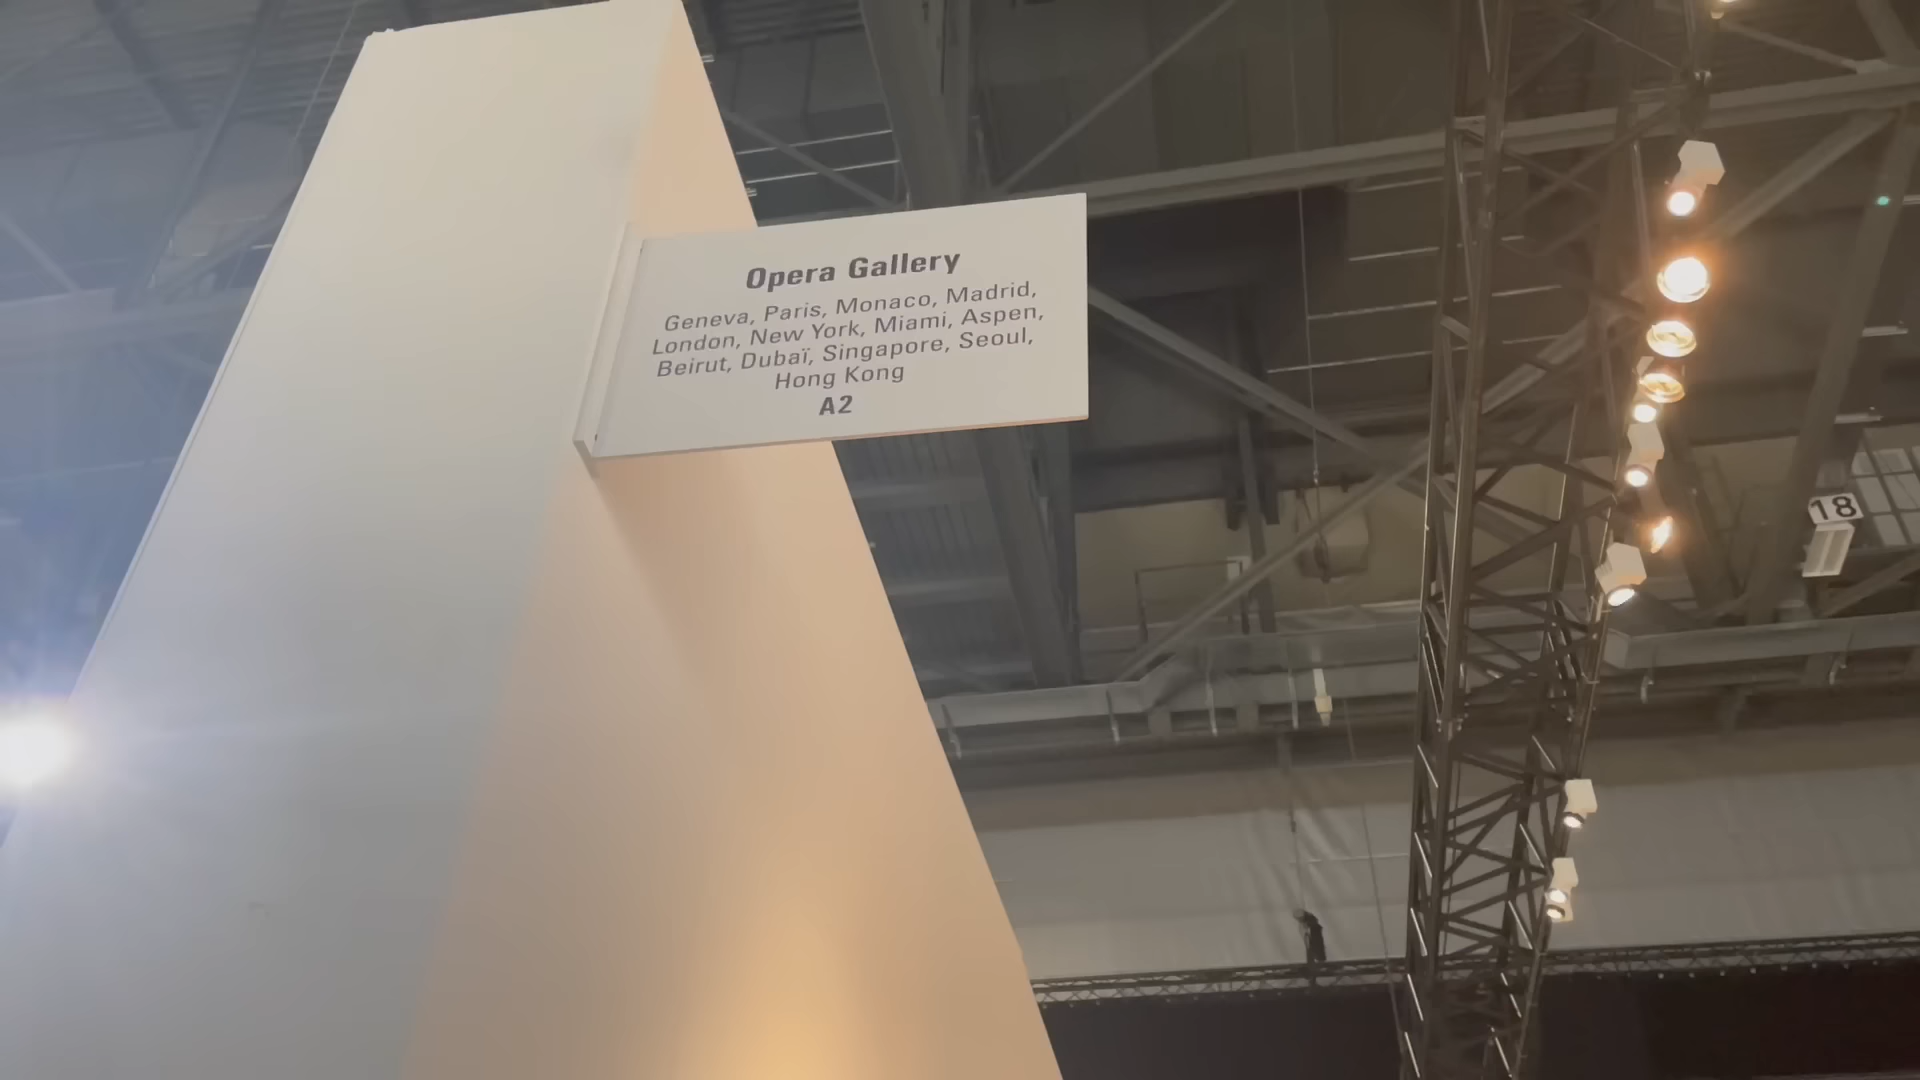 Opera Gallery
Geneva, Paris, Monaco, Madrid,
London, New York, Miami, Aspen,
Beirut, Dubaï, Singapore, Seoul,
Hong Kong
A2
18